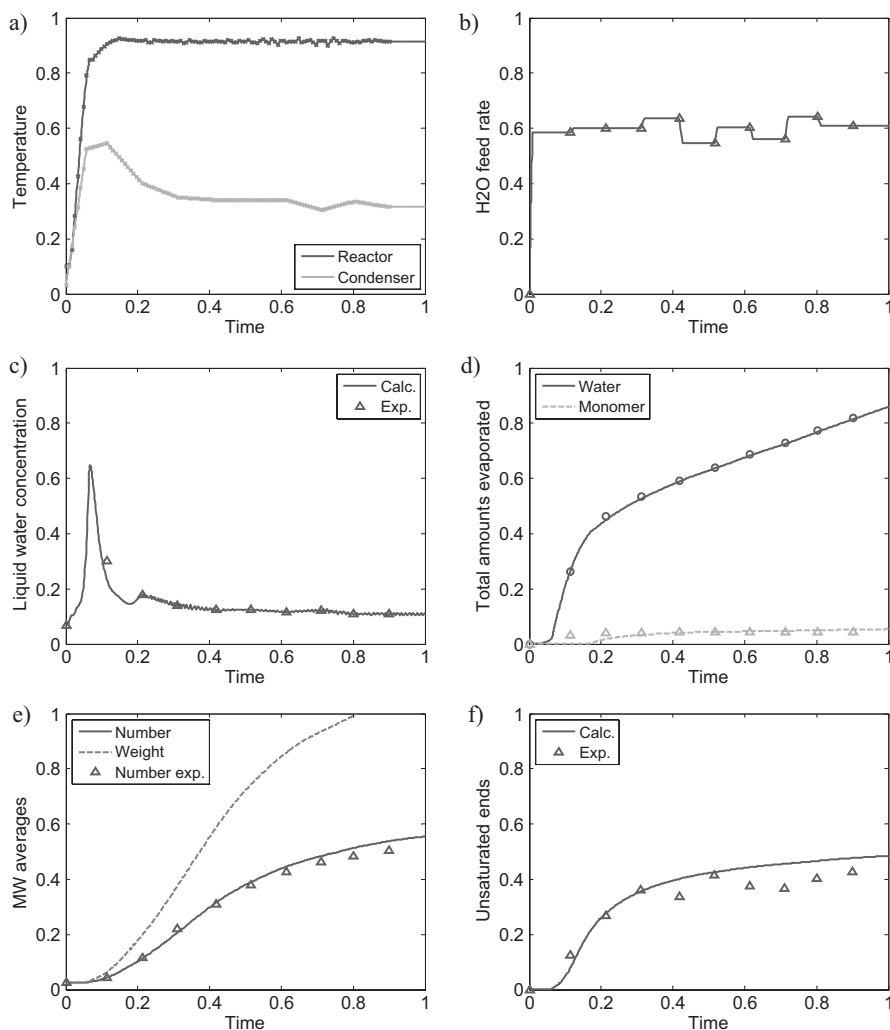 a)
Temperature
1
0.8
0.6
0.4
0.2
0
Reactor
Condenser
0 0.2 0.4 0.6 0.8 1
Time
b)
H2O feed rate
1
0.8
0.6
0.4
0.2
0
0 0.2 0.4 0.6 0.8 1
Time
c)
Liquid water concentration
1
0.8
0.6
0.4
0.2
0
Calc.
Exp.
0 0.2 0.4 0.6 0.8 1
Time
d)
Total amounts evaporated
1
0.8
0.6
0.4
0.2
0
Water
Monomer
0 0.2 0.4 0.6 0.8 1
Time
e)
MW averages
1
0.8
0.6
0.4
0.2
0
Number
Weight
Number exp.
0 0.2 0.4 0.6 0.8 1
Time
f)
Unsaturated ends
1
0.8
0.6
0.4
0.2
0
Calc.
Exp.
0 0.2 0.4 0.6 0.8 1
Time